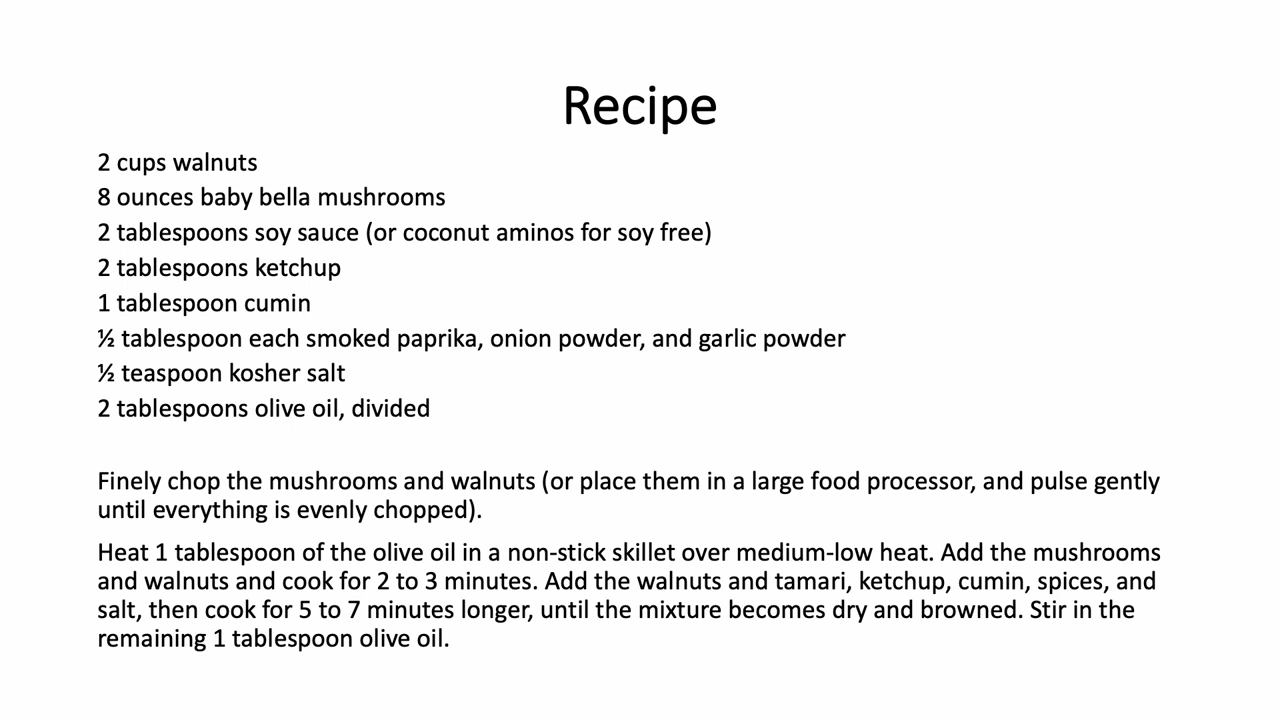 Recipe
2 cups walnuts
8 ounces baby bella mushrooms
2 tablespoons soy sauce (or coconut aminos for soy free)
2 tablespoons ketchup
1 tablespoon cumin
½ tablespoon each smoked paprika, onion powder, and garlic powder
½ teaspoon kosher salt
2 tablespoons olive oil, divided
Finely chop the mushrooms and walnuts (or place them in a large food processor, and pulse gently
until everything is evenly chopped).
Heat 1 tablespoon of the olive oil in a non-stick skillet over medium-low heat. Add the mushrooms
and walnuts and cook for 2 to 3 minutes. Add the walnuts and tamari, ketchup, cumin, spices, and
salt, then cook for 5 to 7 minutes longer, until the mixture becomes dry and browned. Stir in the
remaining 1 tablespoon olive oil.